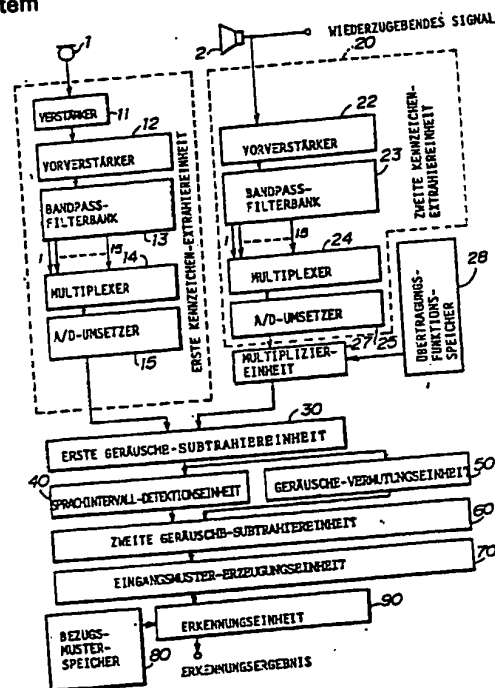 tem
1
2
WIEDERZUGEBENDES SIGNAL
20
VERSTÄRKER
11
12
VORVERSTÄRKER
BANDPASS-
FILTERBANK
13
1
15
14
MULTIPLEXER
A/D-UMSETZER
15
ERSTE KENNZEICHEN-EXTRAHIEREINHEIT
22
VORVERSTÄRKER
23
BANDPASS-
FILTERBANK
1
15
24
MULTIPLEXER
A/D-UMSETZER
25
ZWEITE KENNZEICHEN-
EXTRAHIEREINHEIT
MULTIPLIZIER-
EINHEIT
27
28
ÜBERTRAGUNGS-
FUNKTIONS-
SPEICHER
30
ERSTE GERÄUSCHE-SUBTRAHIEREINHEIT
40
SPRACHINTERVALL-DETEKTIONSEINHEIT
GERÄUSCHE-VERMUTUNGSEINHEIT
50
ZWEITE GERÄUSCHE-SUBTRAHIEREINHEIT
60
EINGANGSMUSTER-ERZEUGUNGSEINHEIT
70
BEZUGS-
MUSTER-
SPEICHER
80
ERKENNUNGSEINHEIT
90
ERKENNUNGSERGEBNIS